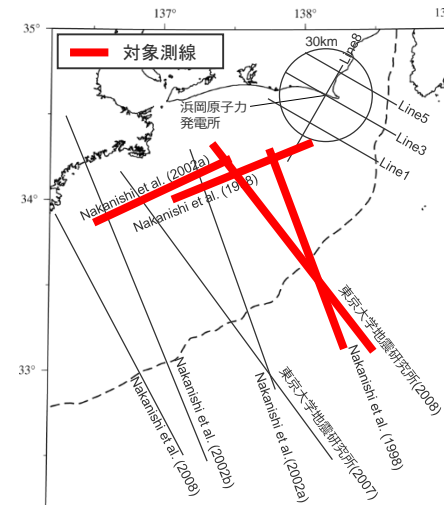 137°
138°
13
35°
34°
33°
対象測線
30km
Line8
浜岡原子力
発電所
Line5
Line3
Line1
Nakanishi et al. (2002a)
Nakanishi et al. (1998)
東京大学地震研究所(2008)
Nakanishi et al. (1998)
東京大学地震研究所(2007)
Nakanishi et al.(2002a)
Nakanishi et al. (2002b)
Nakanishi et al. (2008)